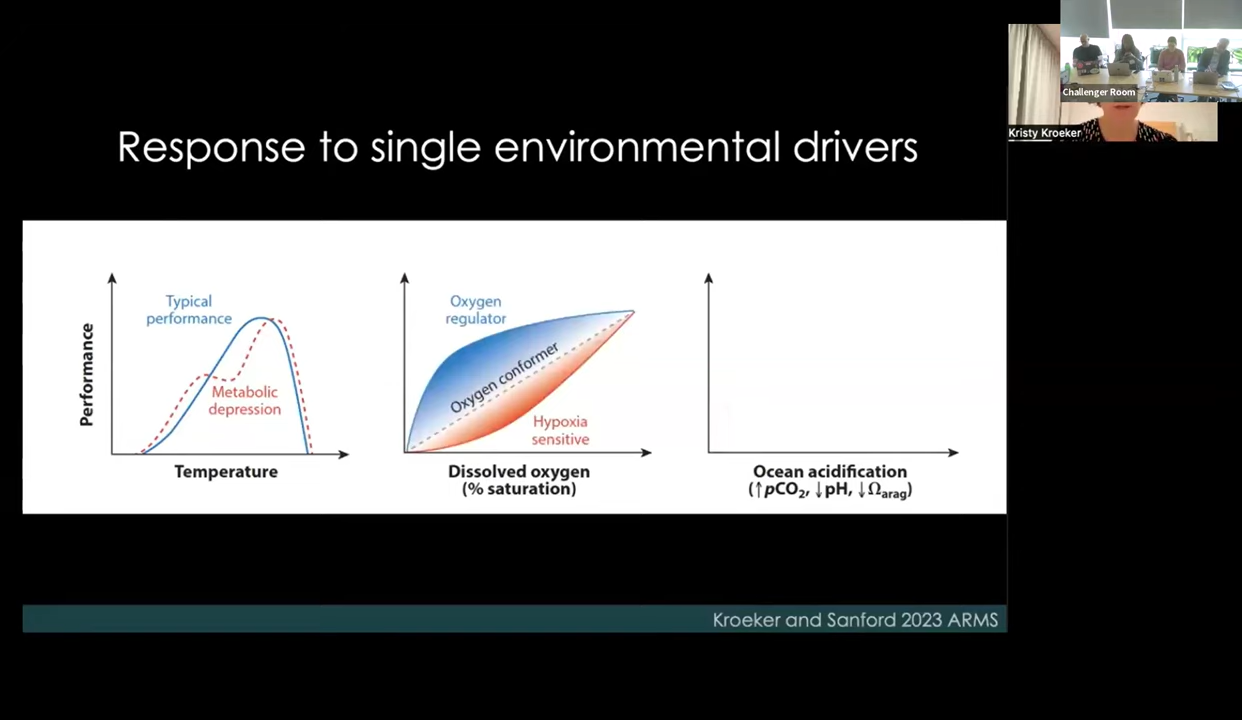 Challenger Room
Kristy Kroeker
Response to single environmental drivers
Performance
Typical
performance
Metabolic
depression
Temperature
Oxygen
regulator
Oxygen conformer
Hypoxia
sensitive
Dissolved oxygen
(% saturation)
Ocean acidification
(↑pCO₂, ↓pH, ↓Ωarag)
Kroeker and Sanford 2023 ARMS